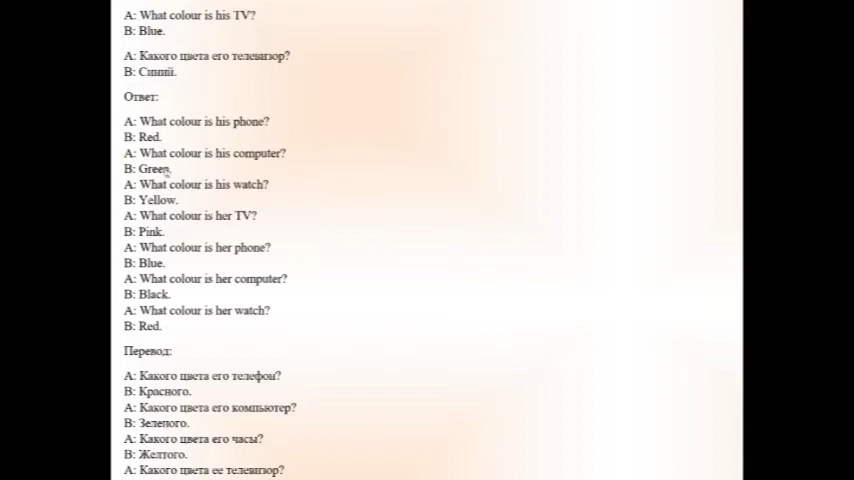 A: What colour is his TV?
B: Blue.
A: Какого цвета его телевизор?
B: Синий.
Ответ:
A: What colour is his phone?
B: Red.
A: What colour is his computer?
B: Green.
A: What colour is his watch?
B: Yellow.
A: What colour is her TV?
B: Pink.
A: What colour is her phone?
B: Blue.
A: What colour is her computer?
B: Black.
A: What colour is her watch?
B: Red.
Перевод:
A: Какого цвета его телефон?
B: Красного.
A: Какого цвета его компьютер?
B: Зеленого.
A: Какого цвета его часы?
B: Желтого.
A: Какого цвета ее телевизор?